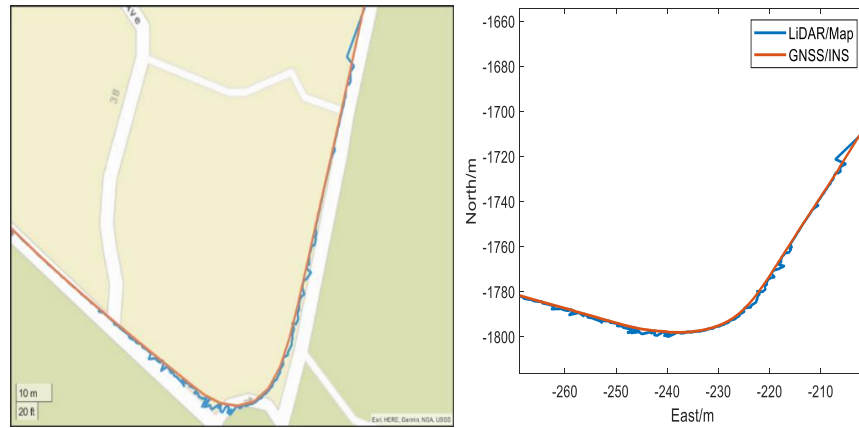 Ave
38
10 m
20 ft
Esri, HERE, Garmin, NGA, USGS
LiDAR/Map
GNSS/INS
-1660
-1680
-1700
-1720
-1740
-1760
-1780
-1800
North/m
-260
-250
-240
-230
-220
-210
East/m